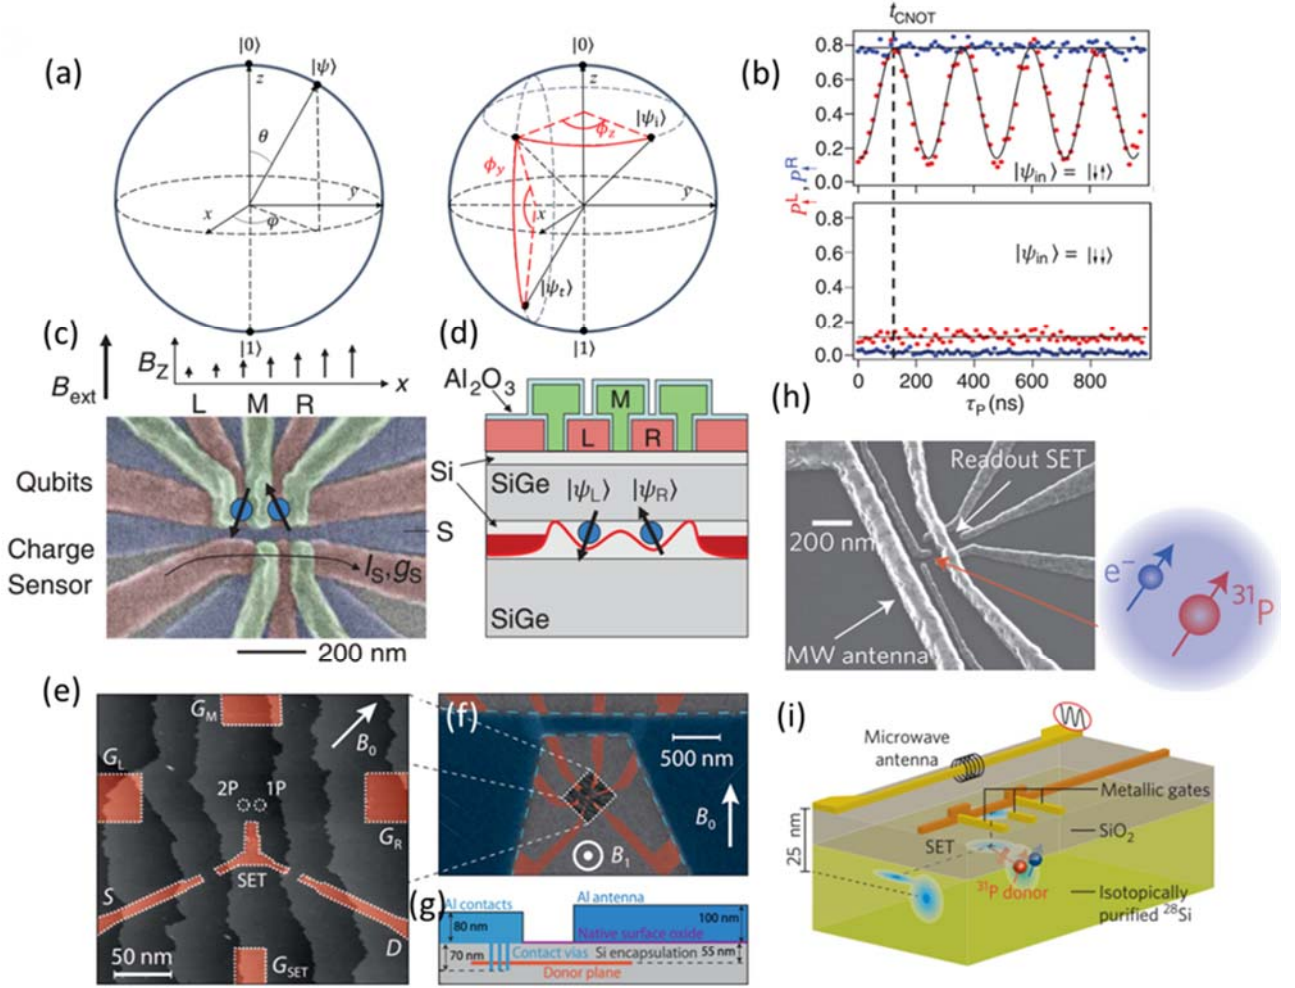 (a)
|0⟩
|ψ⟩
z
θ
x
y
φ
|1⟩
|0⟩
z
|ψi⟩
ϕz
ϕy
x
y
|ψt⟩
|1⟩
(b)
tCNOT
0.8
0.4
0.2
0.0
|ψin⟩ = |↓↑⟩
P↑L, P↑R
0.8
0.6
0.4
0.2
0.0
|ψin⟩ = |↓↓⟩
0 200 400 600 800
τP (ns)
(c)
Bext
BZ
x
L M R
Qubits
Charge
Sensor
S
IS, gS
200 nm
(d)
Al2O3
M
L R
Si
SiGe
|ψL⟩ |ψR⟩
SiGe
(h)
Readout SET
200 nm
MW antenna
e−
31P
(e)
GM
B0
GL
2P 1P
GR
SET
S
D
GSET
50 nm
(f)
500 nm
B0
B1
(g)
Al contacts
Al antenna
80 nm
100 nm
Native surface oxide
70 nm
Contact vias
Si encapsulation
55 nm
Donor plane
(i)
Microwave
antenna
Metallic gates
25 nm
SiO2
SET
31P donor
Isotopically
purified 28Si